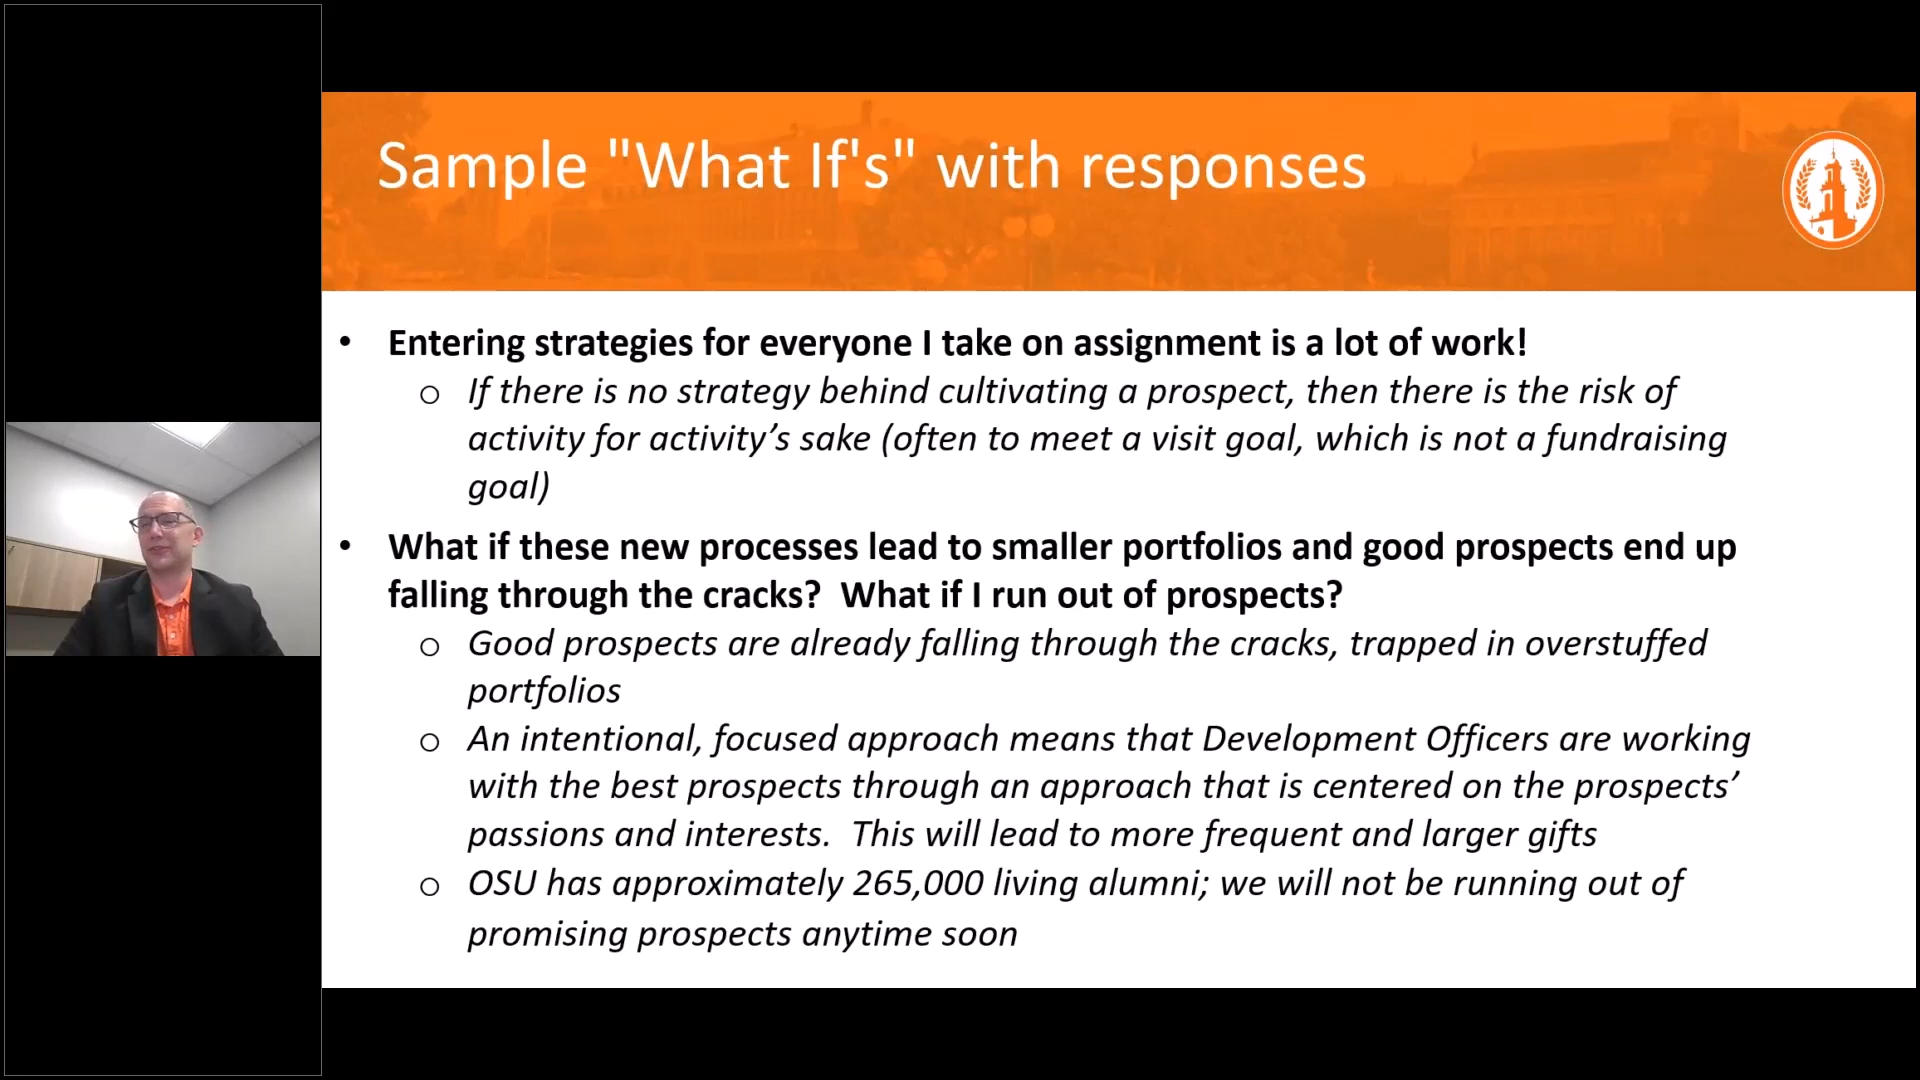 Sample "What If's" with responses
• Entering strategies for everyone I take on assignment is a lot of work!
o If there is no strategy behind cultivating a prospect, then there is the risk of
activity for activity’s sake (often to meet a visit goal, which is not a fundraising
goal)
• What if these new processes lead to smaller portfolios and good prospects end up
falling through the cracks?  What if I run out of prospects?
o Good prospects are already falling through the cracks, trapped in overstuffed
portfolios
o An intentional, focused approach means that Development Officers are working
with the best prospects through an approach that is centered on the prospects’
passions and interests.  This will lead to more frequent and larger gifts
o OSU has approximately 265,000 living alumni; we will not be running out of
promising prospects anytime soon